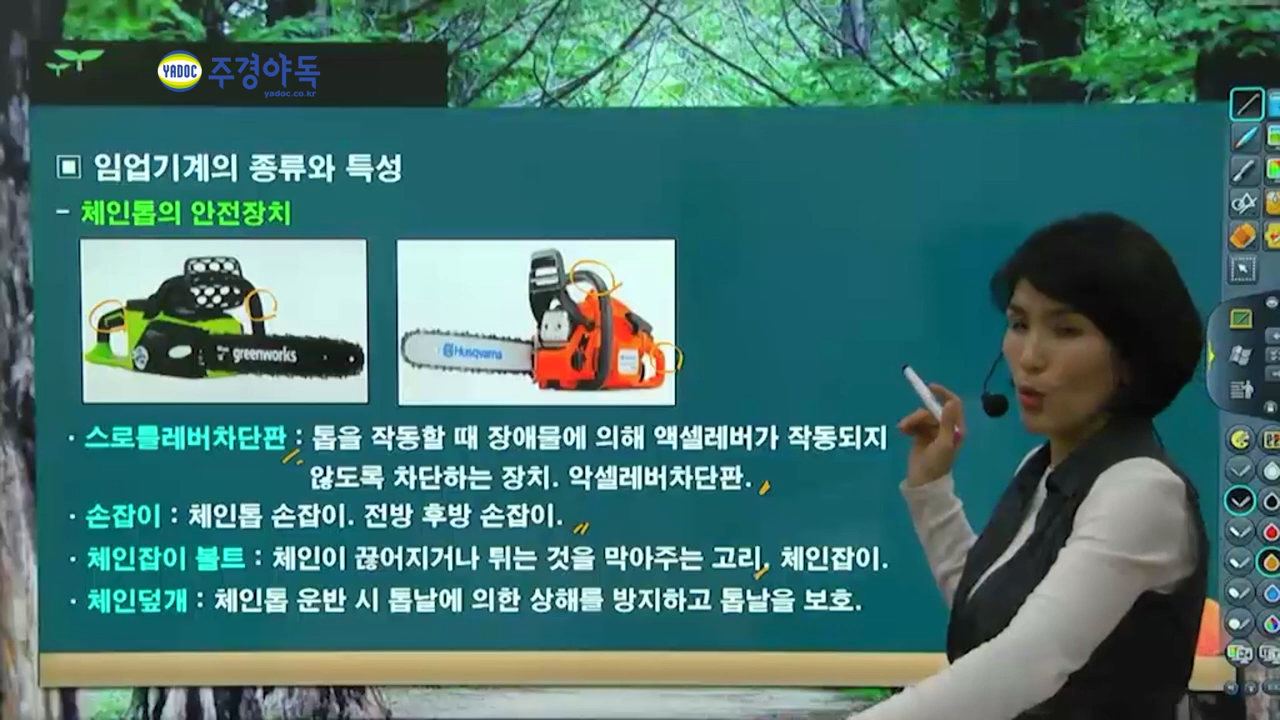 YADOC 주경야독
yadoc.co.kr
임업기계의 종류와 특성
- 체인톱의 안전장치
greenworks
Husqvarna
· 스로틀레버차단판 : 톱을 작동할 때 장애물에 의해 액셀레버가 작동되지
않도록 차단하는 장치. 악셀레버차단판.
· 손잡이 : 체인톱 손잡이. 전방 후방 손잡이.
· 체인잡이 볼트 : 체인이 끊어지거나 튀는 것을 막아주는 고리, 체인잡이.
· 체인덮개 : 체인톱 운반 시 톱날에 의한 상해를 방지하고 톱날을 보호.